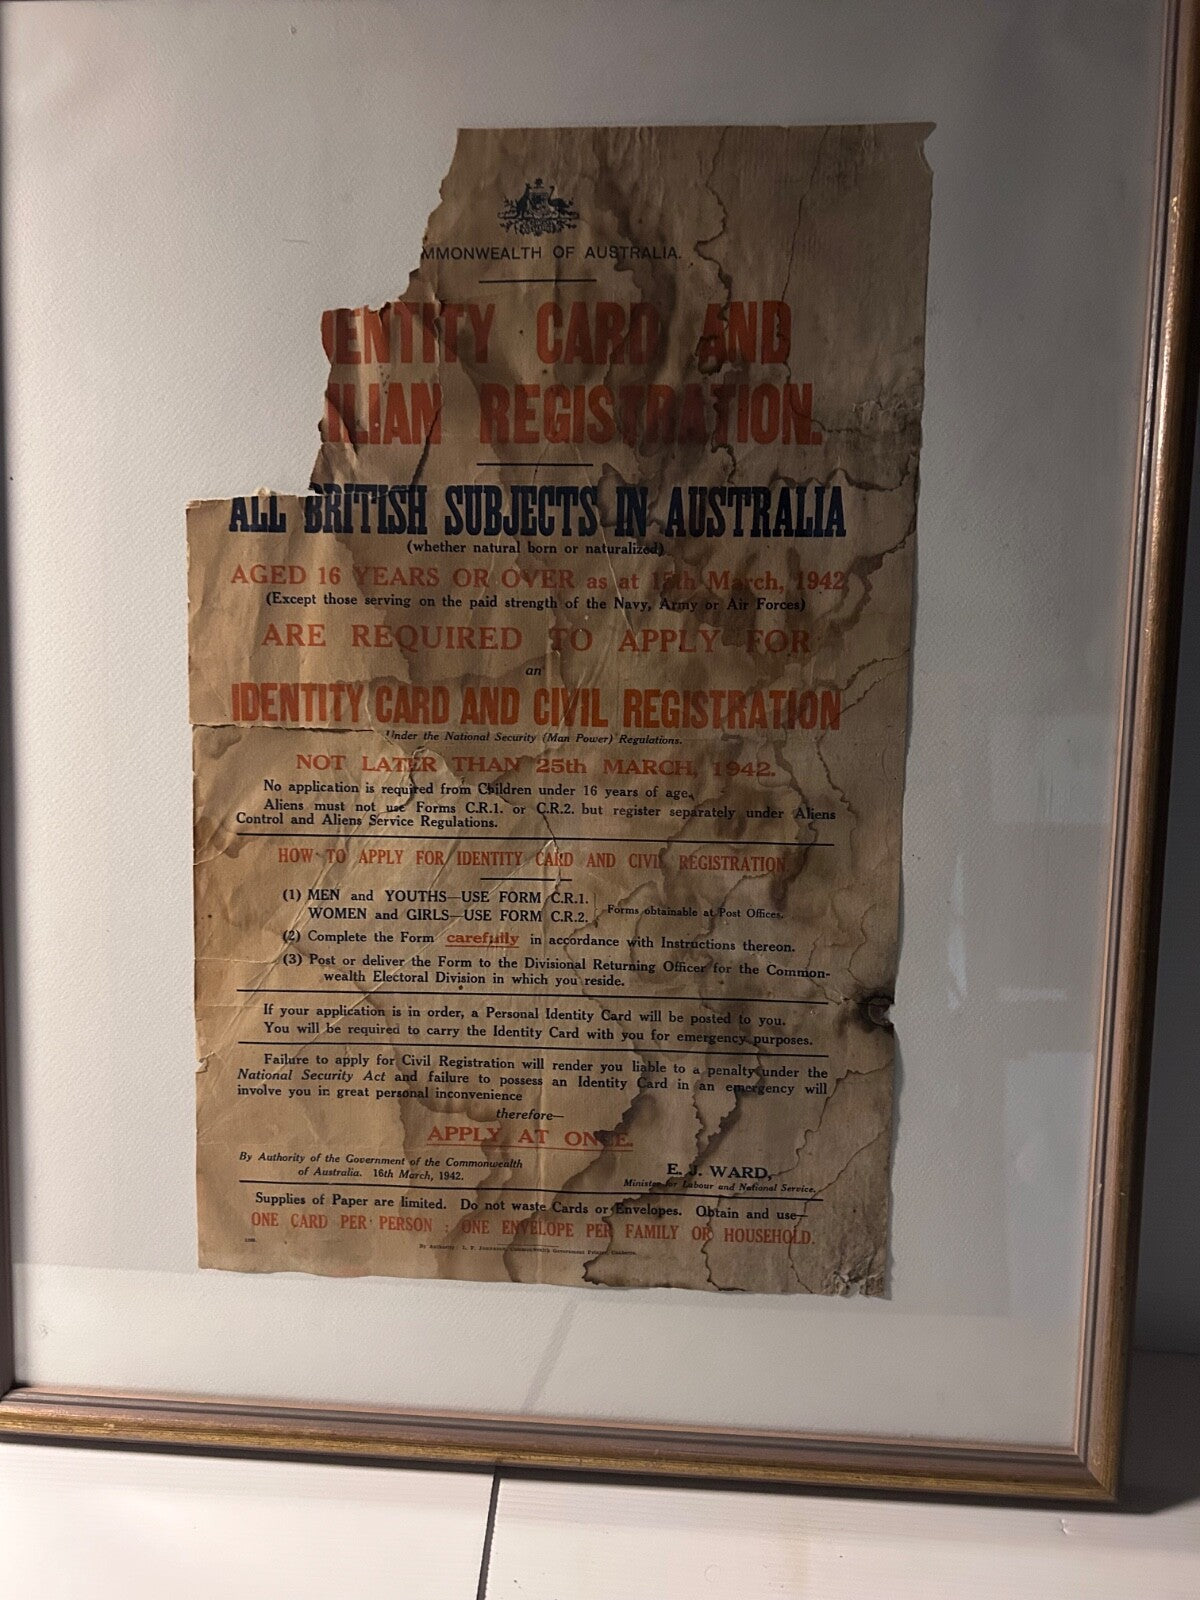 MMONWEALTH OF AUSTRALIA.
ENTITY CARD AND
ILIAN REGISTRATION.
ALL BRITISH SUBJECTS IN AUSTRALIA
(whether natural born or naturalized)
AGED 16 YEARS OR OVER as at 15th March, 1942
(Except those serving on the paid strength of the Navy, Army or Air Forces)
ARE REQUIRED TO APPLY FOR
an
IDENTITY CARD AND CIVIL REGISTRATION
Under the National Security (Man Power) Regulations.
NOT LATER THAN 25th MARCH, 1942.
No application is required from Children under 16 years of age.
Aliens must not use Forms C.R.1. or C.R.2. but register separately under Aliens
Control and Aliens Service Regulations.
HOW TO APPLY FOR IDENTITY CARD AND CIVIL REGISTRATION
(1) MEN and YOUTHS—USE FORM C.R.1.
WOMEN and GIRLS—USE FORM C.R.2. Forms obtainable at Post Offices.
(2) Complete the Form carefully in accordance with Instructions thereon.
(3) Post or deliver the Form to the Divisional Returning Officer for the Common-
wealth Electoral Division in which you reside.
If your application is in order, a Personal Identity Card will be posted to you.
You will be required to carry the Identity Card with you for emergency purposes.
Failure to apply for Civil Registration will render you liable to a penalty under the
National Security Act and failure to possess an Identity Card in an emergency will
involve you in great personal inconvenience
therefore—
APPLY AT ONCE.
By Authority of the Government of the Commonwealth
of Australia. 16th March, 1942.
E. J. WARD,
Minister for Labour and National Service.
Supplies of Paper are limited. Do not waste Cards or Envelopes. Obtain and use—
ONE CARD PER PERSON ; ONE ENVELOPE PER FAMILY OR HOUSEHOLD.
By Authority: L. F. Johnston, Commonwealth Government Printer, Canberra.